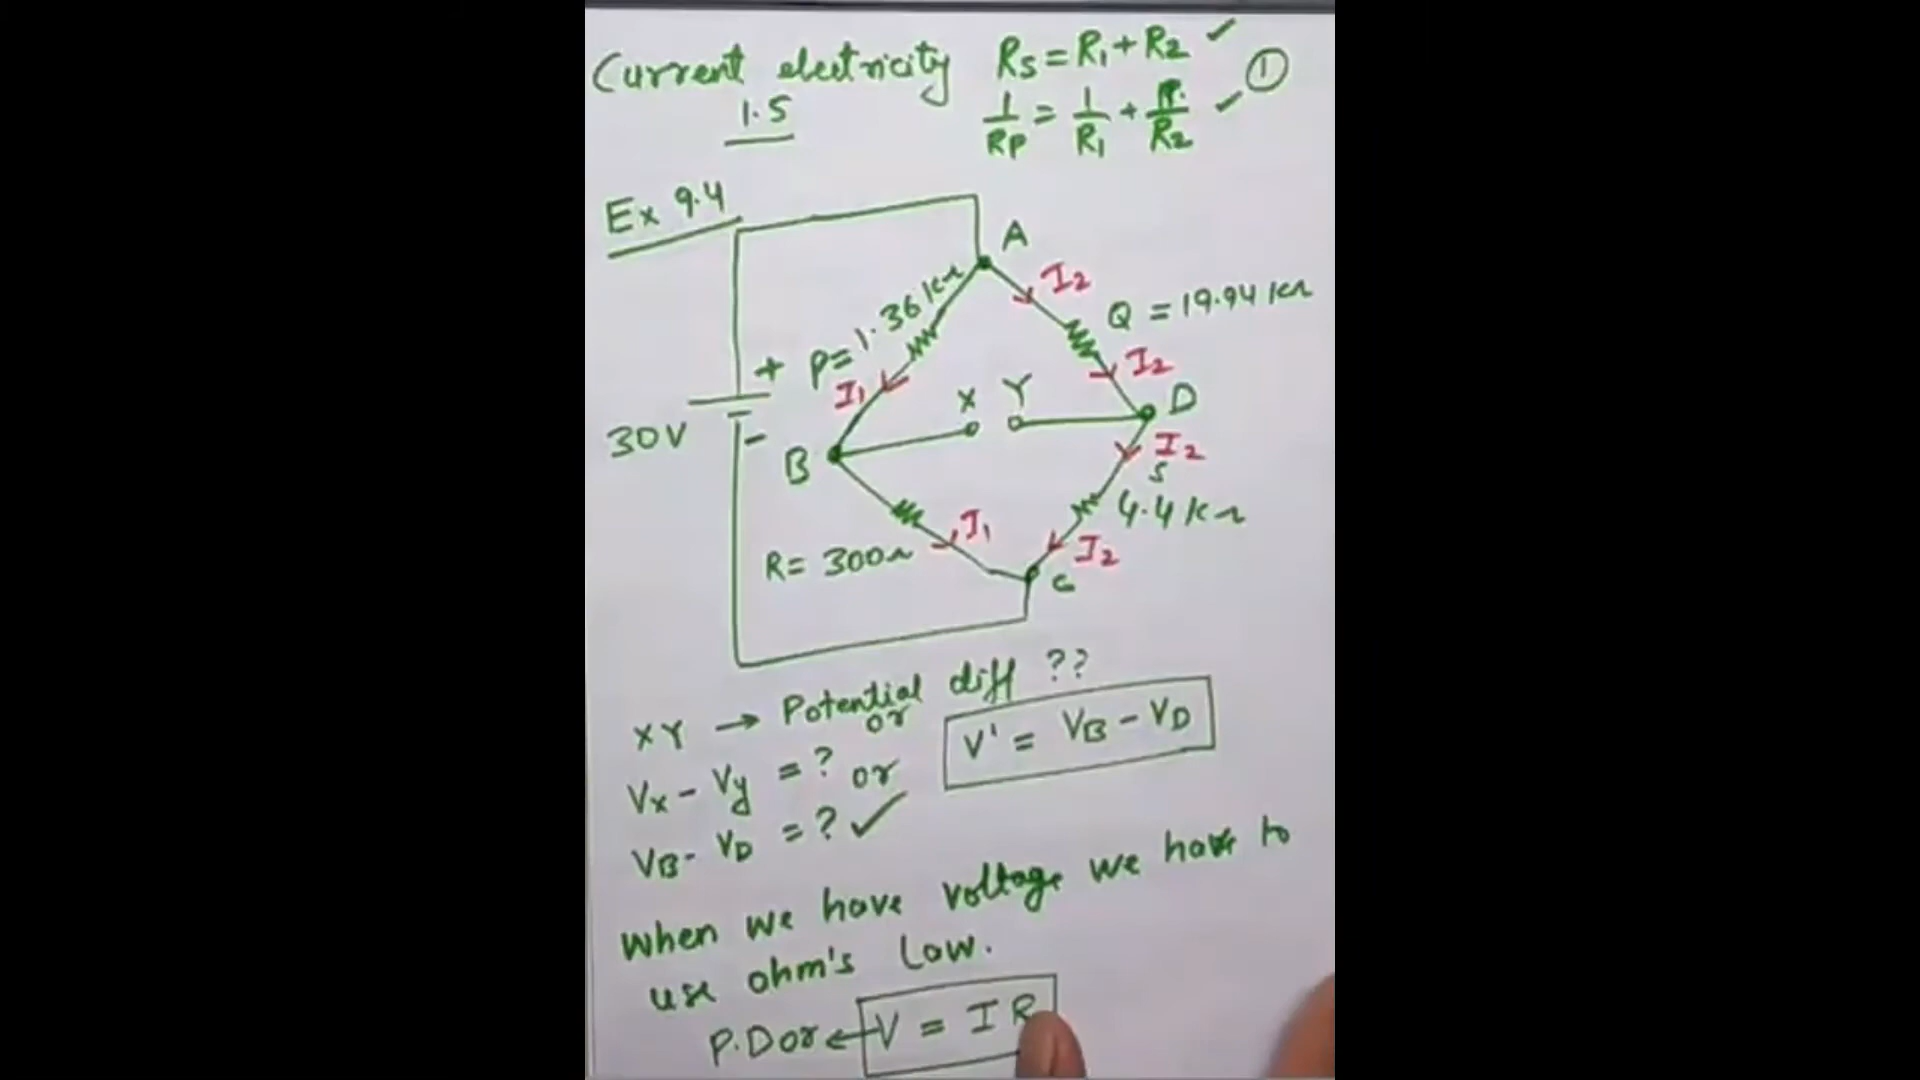 Current electricity
1.5
Rs = R1 + R2 ✓
1/RP = 1/R1 + /R2 ✓
①
Ex 9.4
A
I2
P = 1.36 kΩ
Q = 19.94 kΩ
+
I1
I2
X Y
D
30V
-
B
I2
S
4.4 kΩ
I1
R = 300Ω
I2
C
XY → Potential diff ??
or
Vx - Vy = ? or
V' = VB - VD
VB - VD = ? ✓
When we have voltage we have to
use ohm's Law.
P.D or ← V = IR